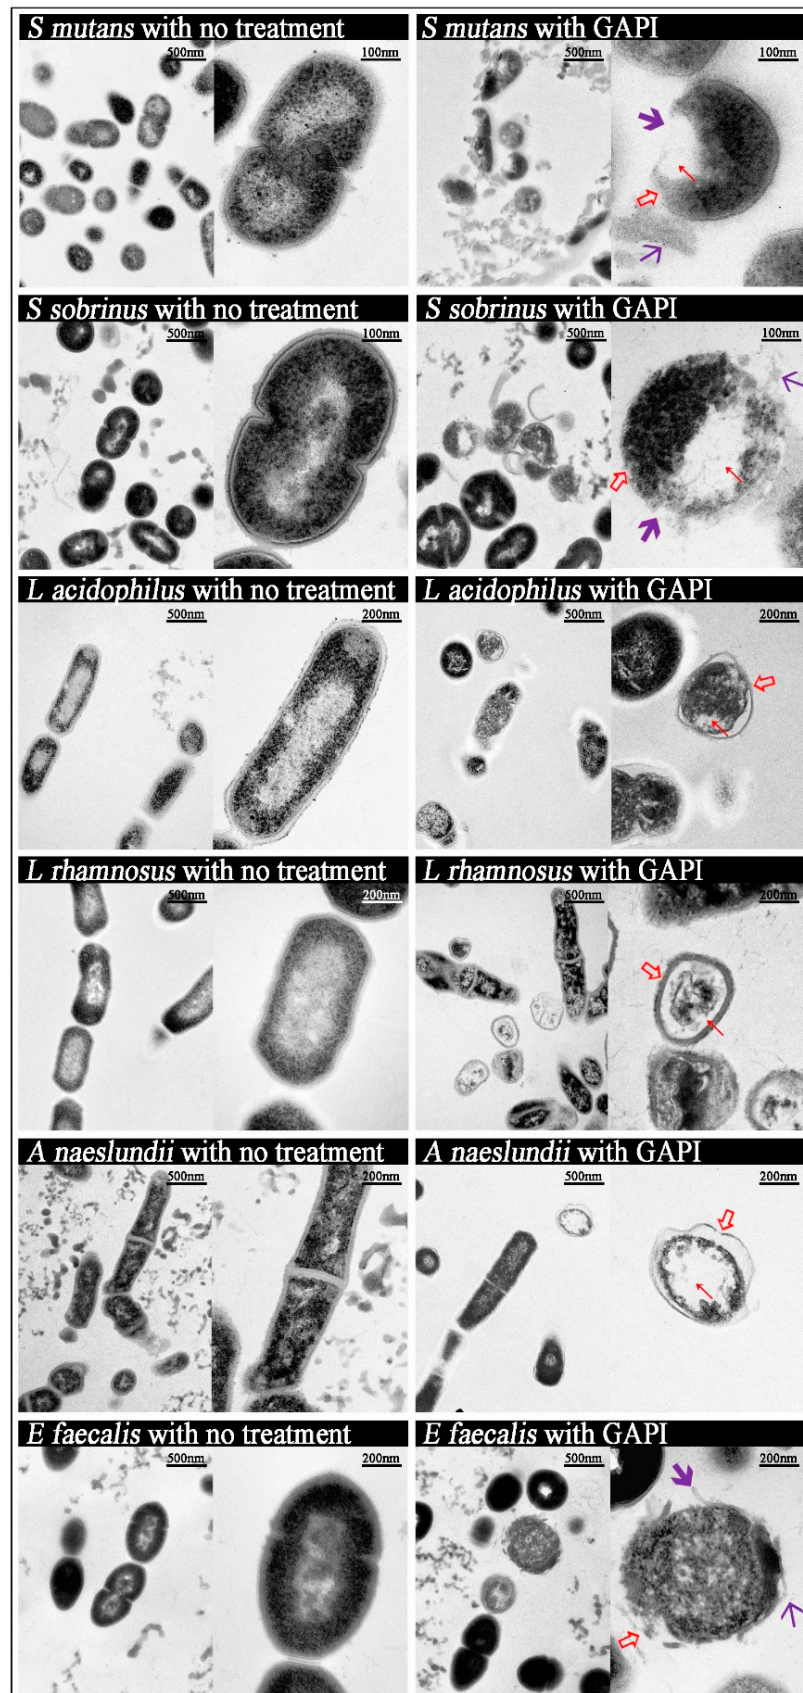 S mutans with no treatment
500nm
100nm
S mutans with GAPI
500nm
100nm
S sobrinus with no treatment
500nm
100nm
S sobrinus with GAPI
500nm
100nm
L acidophilus with no treatment
500nm
200nm
L acidophilus with GAPI
500nm
200nm
L rhamnosus with no treatment
500nm
200nm
L rhamnosus with GAPI
500nm
200nm
A naeslundii with no treatment
500nm
200nm
A naeslundii with GAPI
500nm
200nm
E faecalis with no treatment
500nm
200nm
E faecalis with GAPI
500nm
200nm